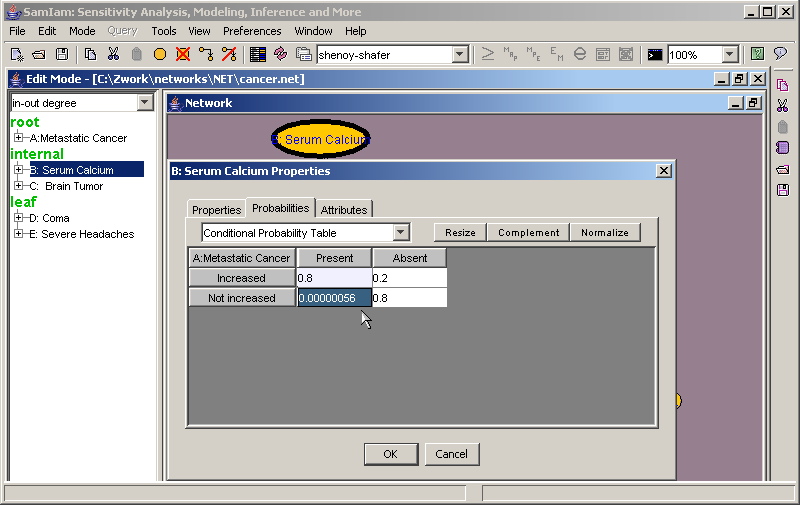 SamIam: Sensitivity Analysis, Modeling, Inference and More
File Edit Mode Query Tools View Preferences Window Help
shenoy-shafer 100%
Edit Mode - [C:\Zwork\networks\NET\cancer.net]
in-out degree
root
A:Metastatic Cancer
internal
B: Serum Calcium
C:  Brain Tumor
leaf
D: Coma
E: Severe Headaches
Network
: Serum Calcium
B: Serum Calcium Properties
Properties Probabilities Attributes
Conditional Probability Table Resize Complement Normalize
A:Metastatic Cancer Present Absent
Increased 0.8 0.2
Not increased 0.00000056 0.8
OK Cancel